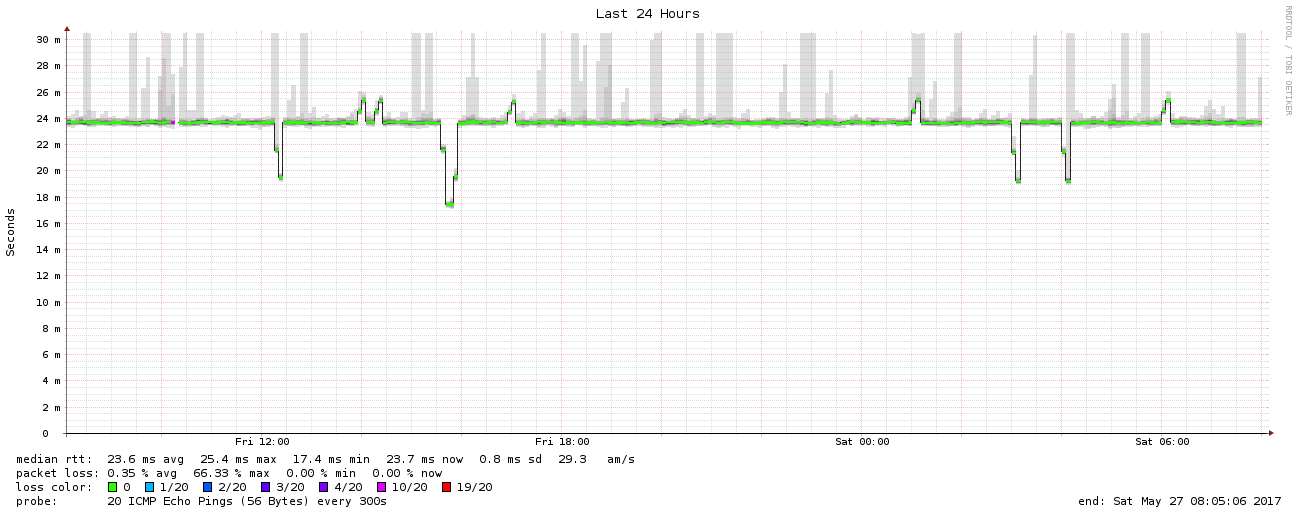 Last 24 Hours
RRDTOOL / TOBI OETIKER
Seconds
30 m
28 m
26 m
24 m
22 m
20 m
18 m
16 m
14 m
12 m
10 m
8 m
6 m
4 m
2 m
0
Fri 12:00 Fri 18:00 Sat 00:00 Sat 06:00
median rtt: 23.6 ms avg 25.4 ms max 17.4 ms min 23.7 ms now 0.8 ms sd 29.3 am/s
packet loss: 0.35 % avg 66.33 % max 0.00 % min 0.00 % now
loss color: 0 1/20 2/20 3/20 4/20 10/20 19/20
probe: 20 ICMP Echo Pings (56 Bytes) every 300s end: Sat May 27 08:05:06 2017